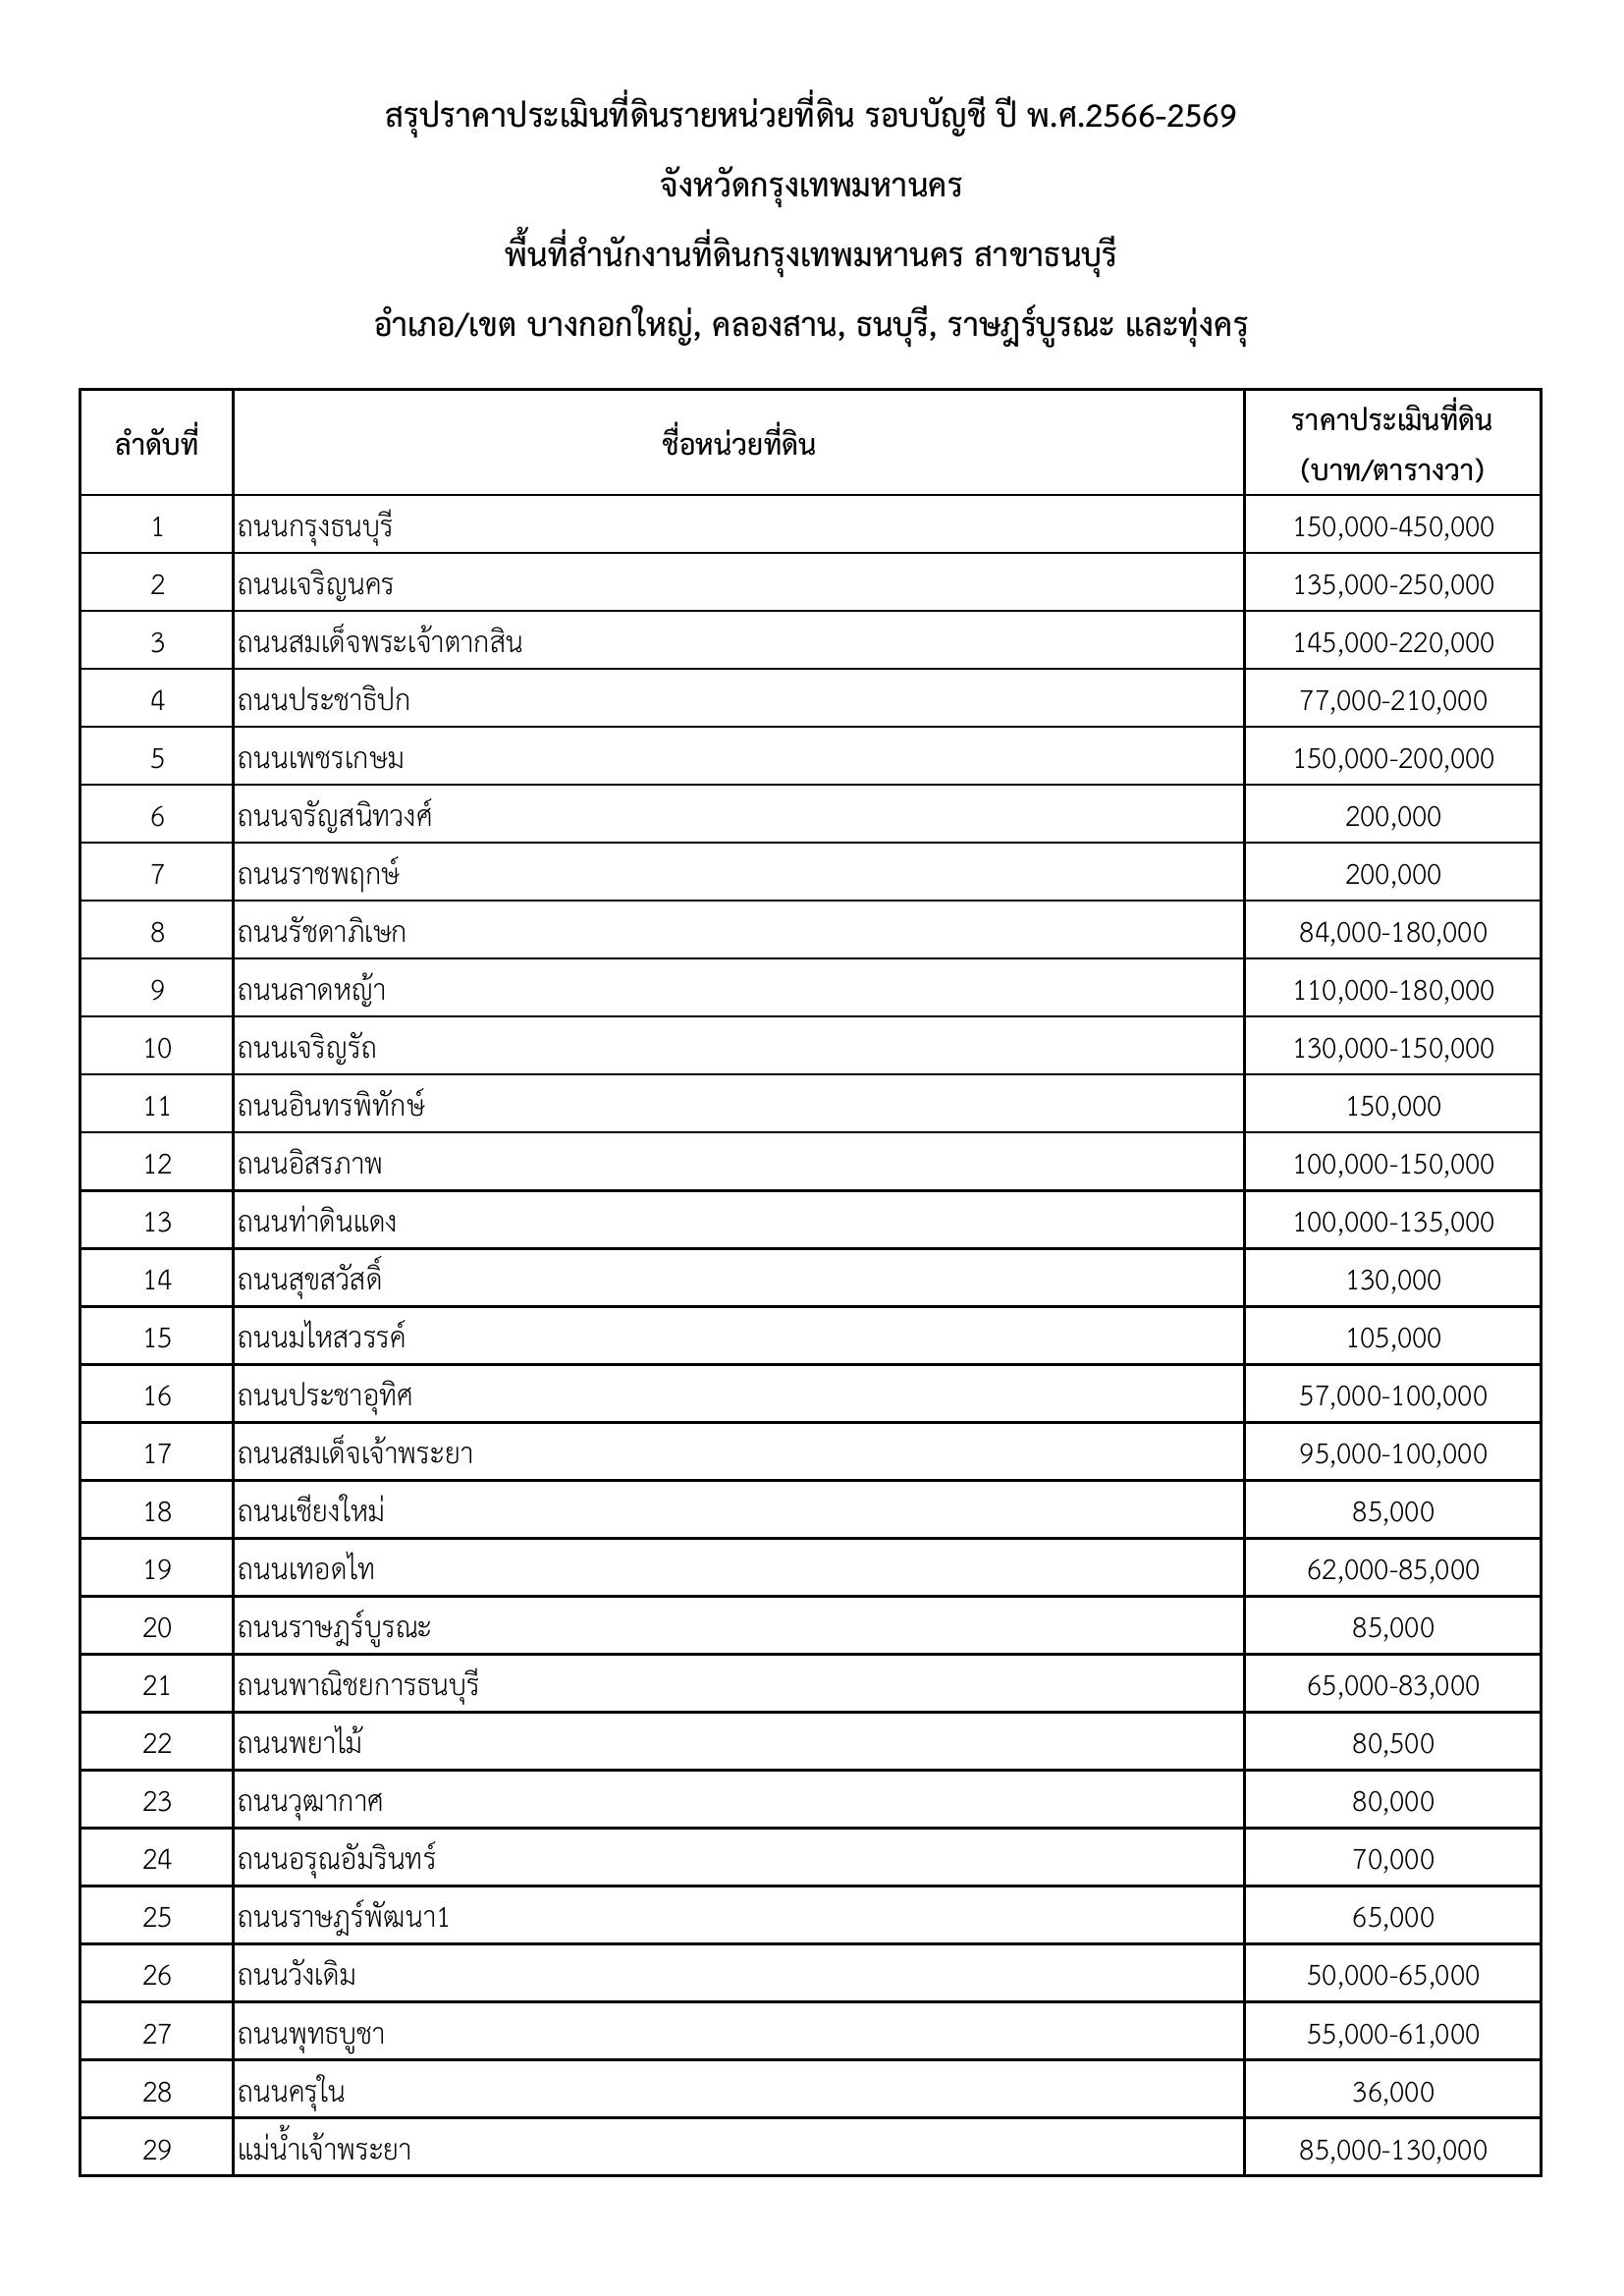 สรุปราคาประเมินที่ดินรายหน่วยที่ดิน รอบบัญชี ปี พ.ศ.2566-2569
จังหวัดกรุงเทพมหานคร
พื้นที่สำนักงานที่ดินกรุงเทพมหานคร สาขาธนบุรี
อำเภอ/เขต บางกอกใหญ่, คลองสาน, ธนบุรี, ราษฎร์บูรณะ และทุ่งครุ
ลำดับที่ ชื่อหน่วยที่ดิน ราคาประเมินที่ดิน
(บาท/ตารางวา)
1 ถนนกรุงธนบุรี 150,000-450,000
2 ถนนเจริญนคร 135,000-250,000
3 ถนนสมเด็จพระเจ้าตากสิน 145,000-220,000
4 ถนนประชาธิปก 77,000-210,000
5 ถนนเพชรเกษม 150,000-200,000
6 ถนนจรัญสนิทวงศ์ 200,000
7 ถนนราชพฤกษ์ 200,000
8 ถนนรัชดาภิเษก 84,000-180,000
9 ถนนลาดหญ้า 110,000-180,000
10 ถนนเจริญรัถ 130,000-150,000
11 ถนนอินทรพิทักษ์ 150,000
12 ถนนอิสรภาพ 100,000-150,000
13 ถนนท่าดินแดง 100,000-135,000
14 ถนนสุขสวัสดิ์ 130,000
15 ถนนมไหสวรรค์ 105,000
16 ถนนประชาอุทิศ 57,000-100,000
17 ถนนสมเด็จเจ้าพระยา 95,000-100,000
18 ถนนเชียงใหม่ 85,000
19 ถนนเทอดไท 62,000-85,000
20 ถนนราษฎร์บูรณะ 85,000
21 ถนนพาณิชยการธนบุรี 65,000-83,000
22 ถนนพยาไม้ 80,500
23 ถนนวุฒากาศ 80,000
24 ถนนอรุณอัมรินทร์ 70,000
25 ถนนราษฎร์พัฒนา1 65,000
26 ถนนวังเดิม 50,000-65,000
27 ถนนพุทธบูชา 55,000-61,000
28 ถนนครุใน 36,000
29 แม่น้ำเจ้าพระยา 85,000-130,000